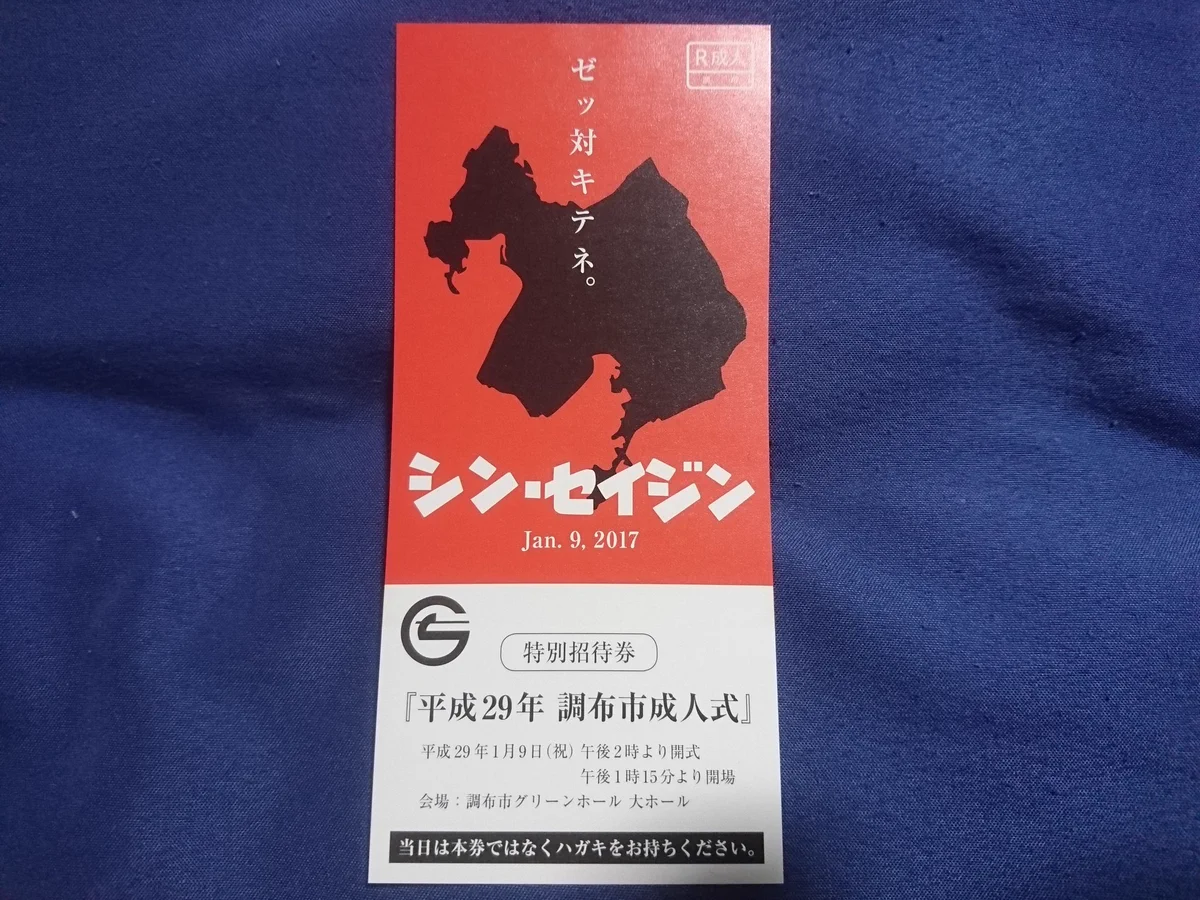 R成人
ゼッ対キテネ。
シン・セイジン
Jan. 9, 2017
特別招待券
『平成29年 調布市成人式』
平成29年1月9日(祝) 午後2時より開式
午後1時15分より開場
会場：調布市グリーンホール 大ホール
当日は本券ではなくハガキをお持ちください。